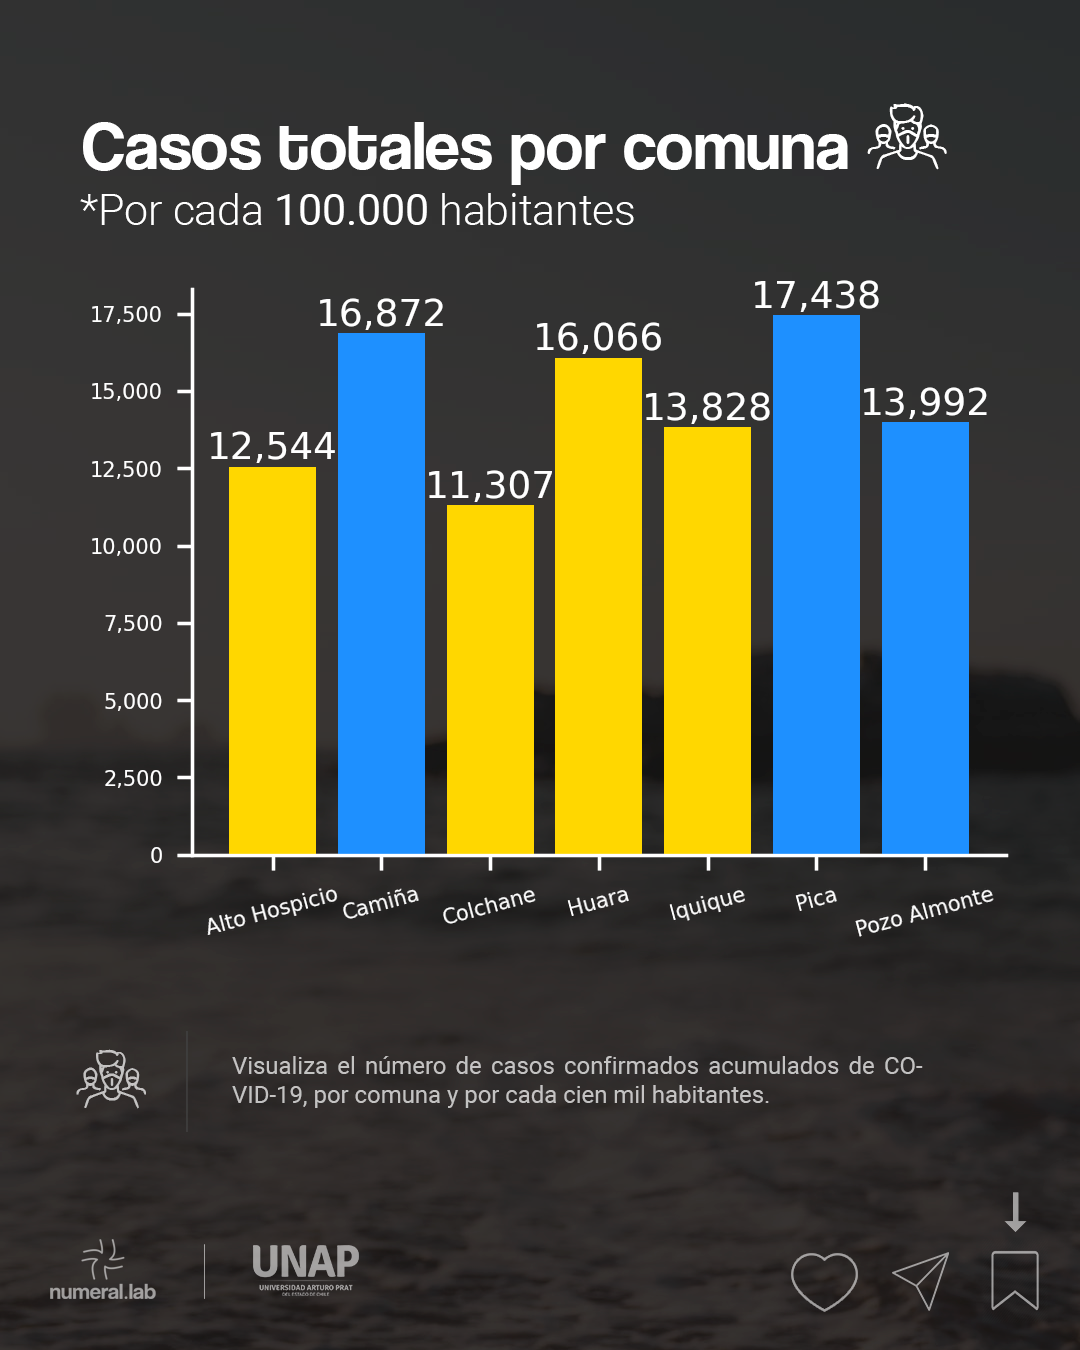 Casos totales por comuna
*Por cada 100.000 habitantes
17,500
15,000
12,500
10,000
7,500
5,000
2,500
0
12,544
16,872
11,307
16,066
13,828
17,438
13,992
Alto Hospicio
Camiña
Colchane
Huara
Iquique
Pica
Pozo Almonte
Visualiza el número de casos confirmados acumulados de CO-
VID-19, por comuna y por cada cien mil habitantes.
numeral.lab
UNAP
UNIVERSIDAD ARTURO PRAT
DEL ESTADO DE CHILE